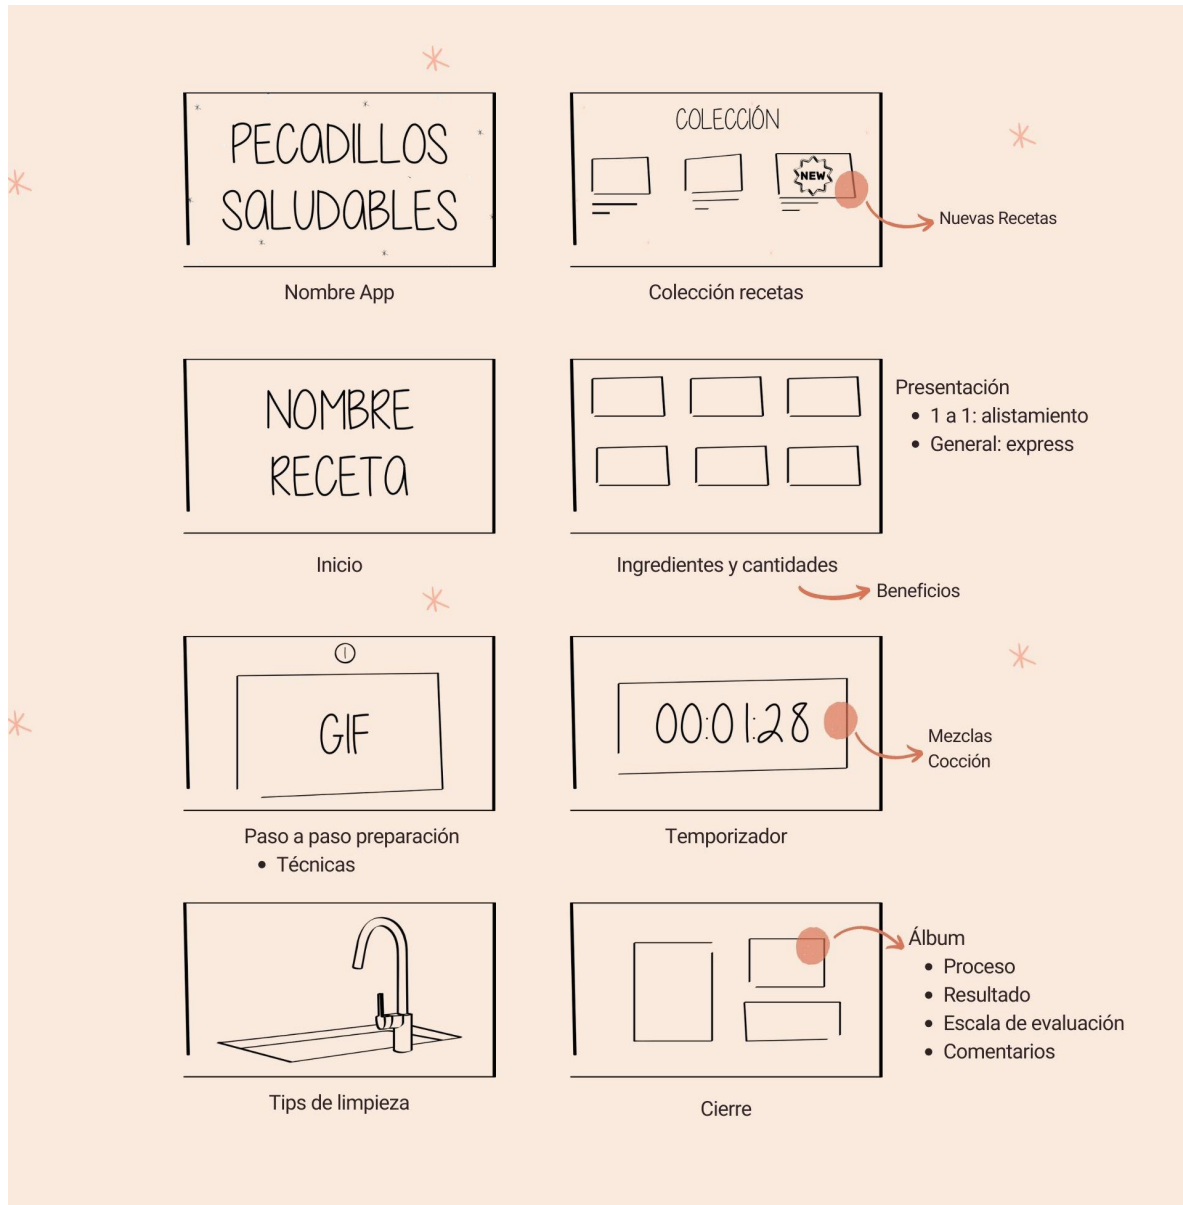 PECADILLOS
SALUDABLES
Nombre App
COLECCIÓN
NEW
Nuevas Recetas
Colección recetas
NOMBRE
RECETA
Inicio
Presentación
• 1 a 1: alistamiento
• General: express
Ingredientes y cantidades
Beneficios
1
GIF
Paso a paso preparación
• Técnicas
00:01:28
Mezclas
Cocción
Temporizador
Tips de limpieza
Álbum
• Proceso
• Resultado
• Escala de evaluación
• Comentarios
Cierre